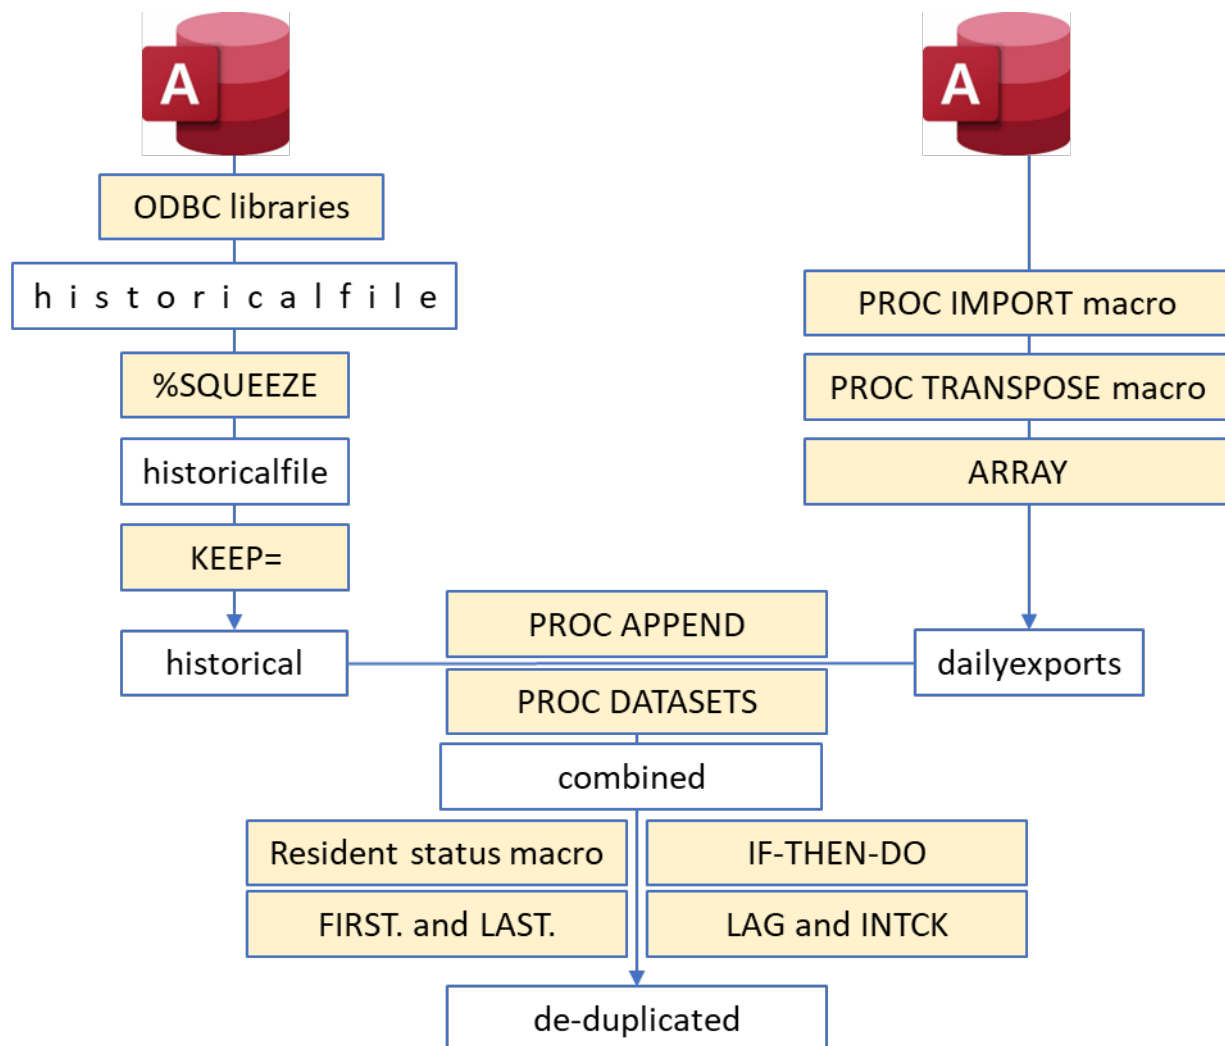 A
A
ODBC libraries
h i s t o r i c a l f i l e
%SQUEEZE
historicalfile
KEEP=
historical
PROC IMPORT macro
PROC TRANSPOSE macro
ARRAY
dailyexports
PROC APPEND
PROC DATASETS
combined
Resident status macro
IF-THEN-DO
FIRST. and LAST.
LAG and INTCK
de-duplicated